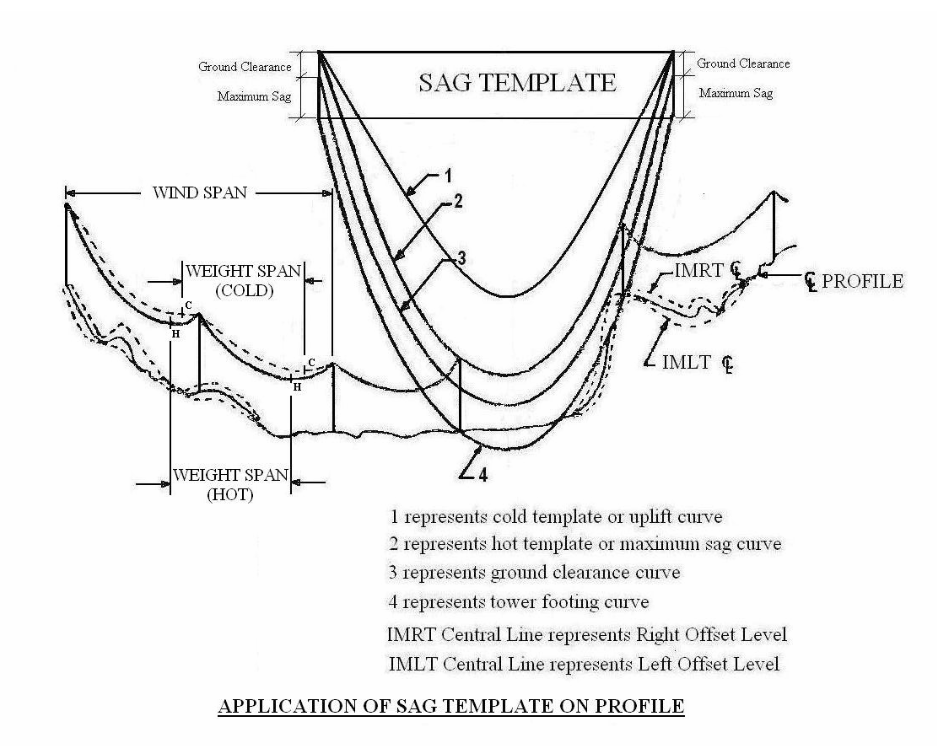 Ground Clearance
Maximum Sag
SAG TEMPLATE
Ground Clearance
Maximum Sag
1
2
3
WIND SPAN
WEIGHT SPAN
(COLD)
C
H
C
H
IMRT ℄
℄ PROFILE
IMLT ℄
4
WEIGHT SPAN
(HOT)
1 represents cold template or uplift curve
2 represents hot template or maximum sag curve
3 represents ground clearance curve
4 represents tower footing curve
IMRT Central Line represents Right Offset Level
IMLT Central Line represents Left Offset Level
APPLICATION OF SAG TEMPLATE ON PROFILE